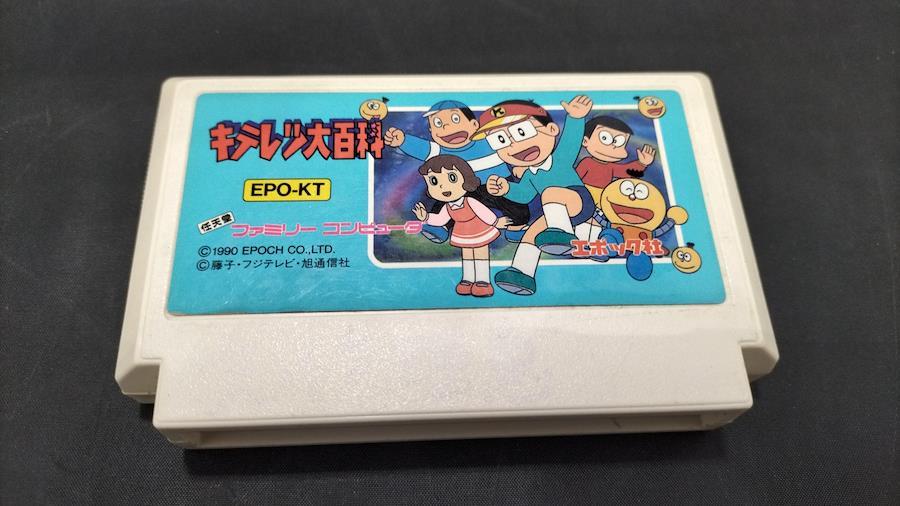 キテレツ大百科
EPO-KT
任天堂
ファミリー コンピュータ
©1990 EPOCH CO.,LTD.
©藤子・フジテレビ・旭通信社
K
エポック社